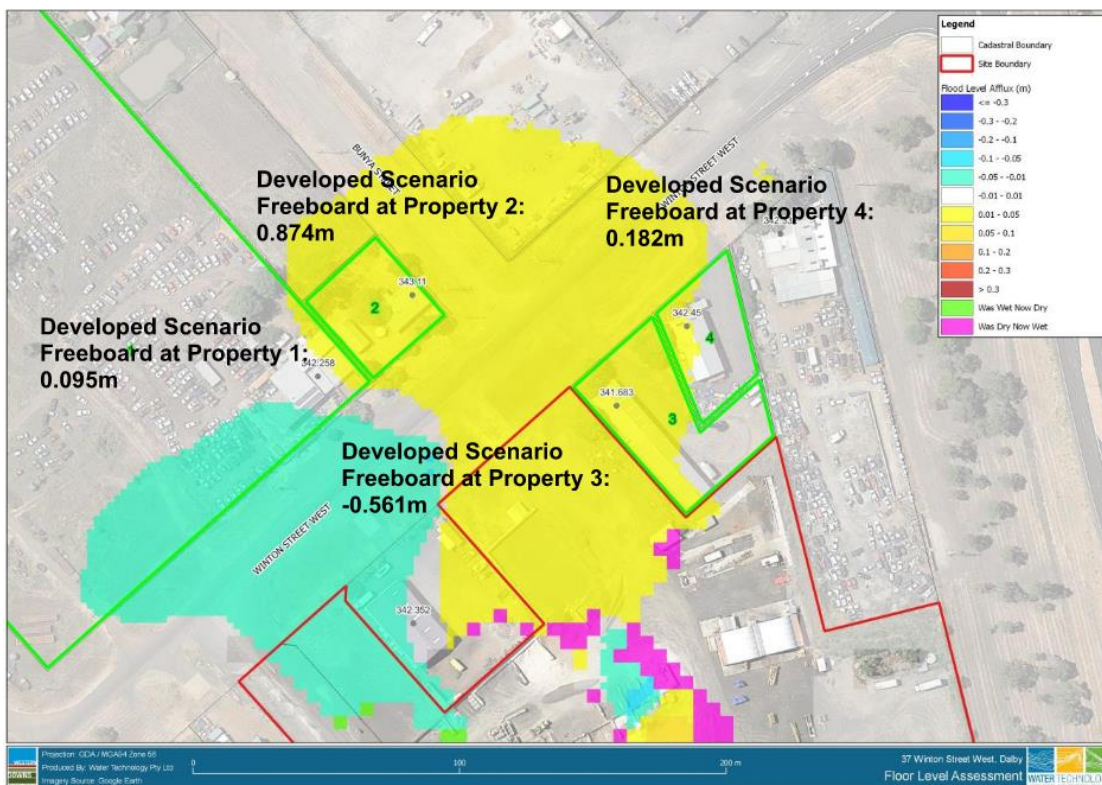 Legend
Cadastral Boundary
Site Boundary
Flood Level Afflux (m)
<= -0.3
-0.3 - -0.2
-0.2 - -0.1
-0.1 - -0.05
-0.05 - -0.01
-0.01 - 0.01
0.01 - 0.05
0.05 - 0.1
0.1 - 0.2
0.2 - 0.3
> 0.3
Was Wet Now Dry
Was Dry Now Wet
BUNYA STREET
WINTON STREET WEST
Developed Scenario
Freeboard at Property 2:
0.874m
Developed Scenario
Freeboard at Property 4:
0.182m
343.11
2
342.45
4
Developed Scenario
Freeboard at Property 1:
0.095m
342.258
341.683
3
Developed Scenario
Freeboard at Property 3:
-0.561m
WINTON STREET WEST
342.352
WESTERN
DOWNS
Projection: GDA / MGA94 Zone 56
Produced By: Water Technology Pty Ltd
Imagery Source: Google Earth
0
100
200 m
37 Winton Street West, Dalby
Floor Level Assessment
WATER TECHNOLOGY